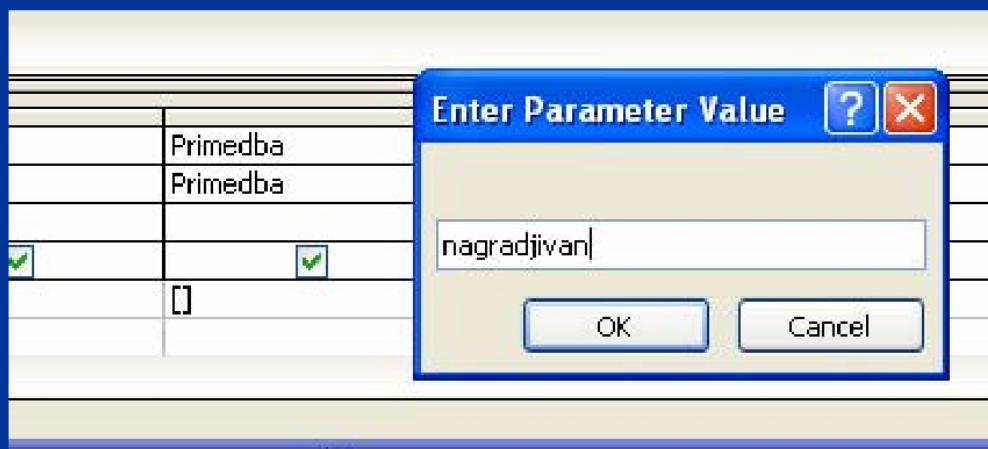 Enter Parameter Value
Primedba
Primedba
nagradjivan
[]
OK
Cancel